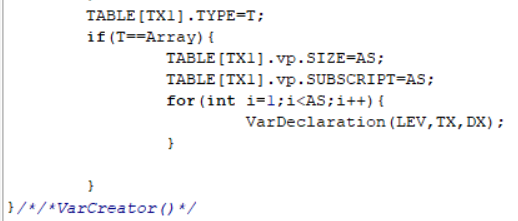 TABLE[TX1].TYPE=T;
if(T==Array){
TABLE[TX1].vp.SIZE=AS;
TABLE[TX1].vp.SUBSCRIPT=AS;
for(int i=1;i<AS;i++){
VarDeclaration(LEV,TX,DX);
}
}
}/*/*VarCreator()*/